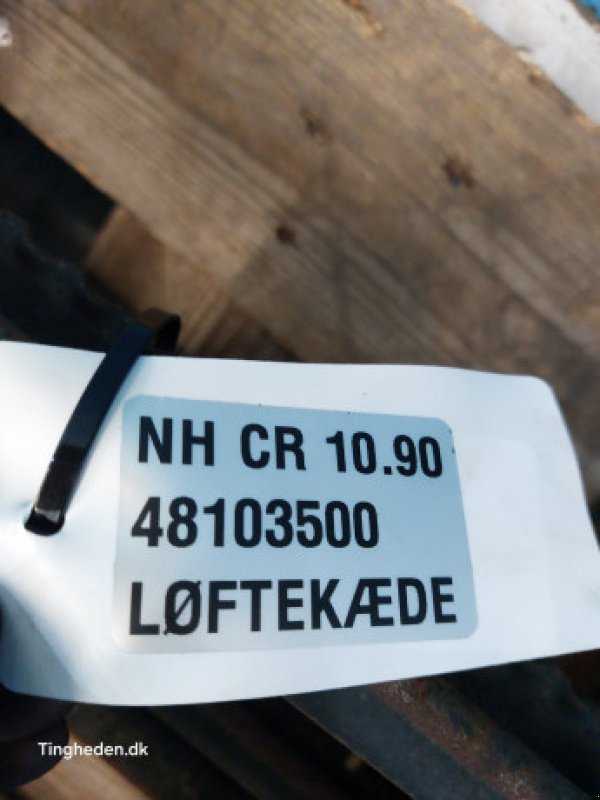 NH CR 10.90
48103500
LØFTEKÆDE
Tingheden.dk